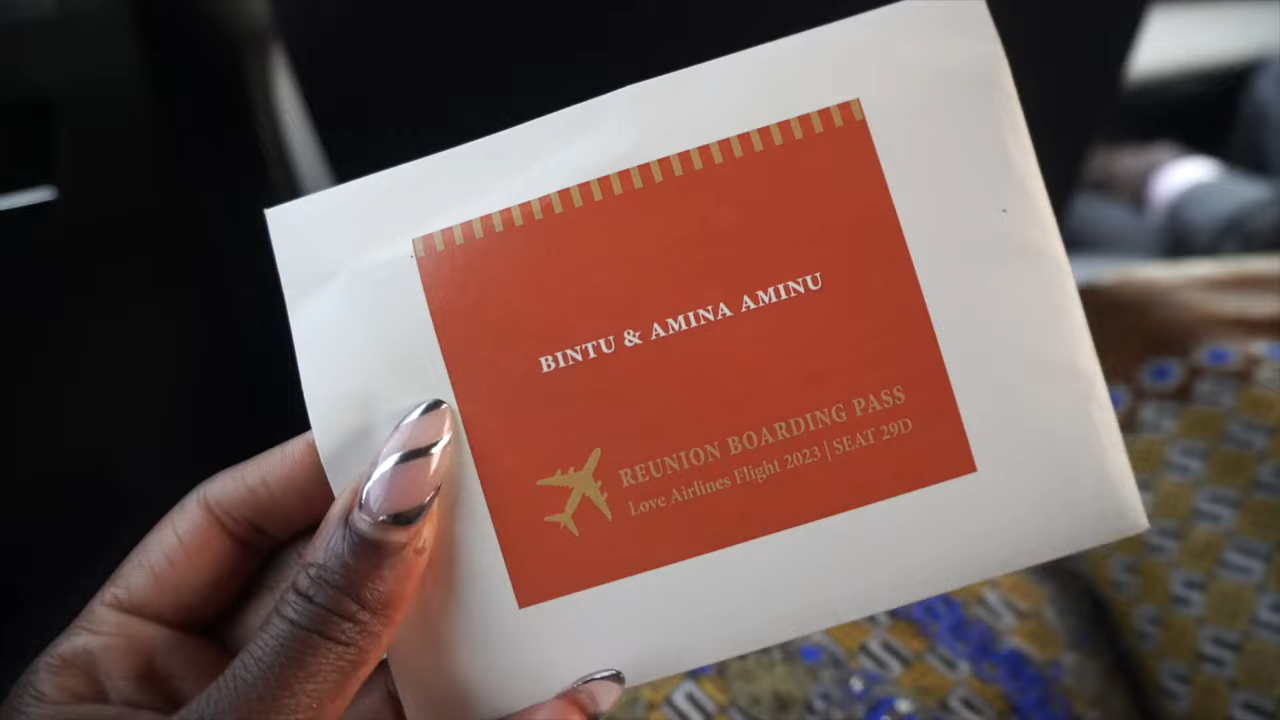 BINTU & AMINA AMINU
REUNION BOARDING PASS
Love Airlines Flight 2023 | SEAT 29D